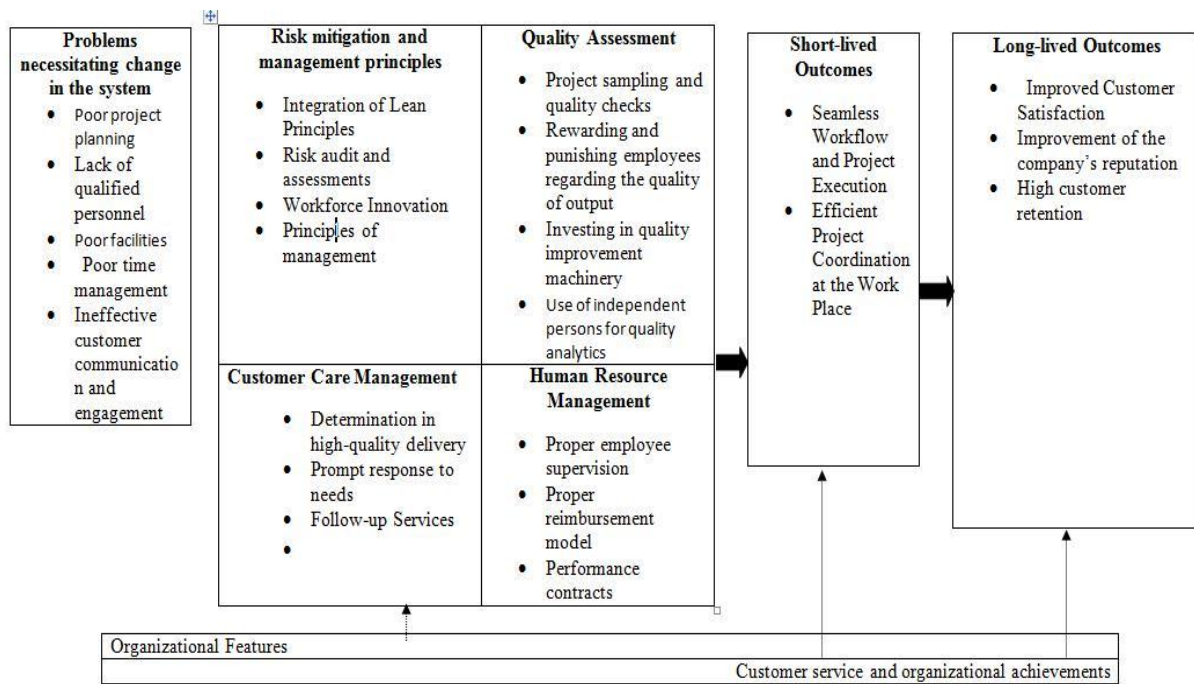 Problems
necessitating change
in the system
• Poor project
planning
• Lack of
qualified
personnel
• Poor facilities
• Poor time
management
• Ineffective
customer
communicatio
n and
engagement
Risk mitigation and
management principles
• Integration of Lean
Principles
• Risk audit and
assessments
• Workforce Innovation
• Principles of
management
Quality Assessment
• Project sampling and
quality checks
• Rewarding and
punishing employees
regarding the quality
of output
• Investing in quality
improvement
machinery
• Use of independent
persons for quality
analytics
Customer Care Management
• Determination in
high-quality delivery
• Prompt response to
needs
• Follow-up Services
•
Human Resource
Management
• Proper employee
supervision
• Proper
reimbursement
model
• Performance
contracts
Short-lived
Outcomes
• Seamless
Workflow
and Project
Execution
• Efficient
Project
Coordination
at the Work
Place
Long-lived Outcomes
• Improved Customer
Satisfaction
• Improvement of the
company's reputation
• High customer
retention
Organizational Features
Customer service and organizational achievements